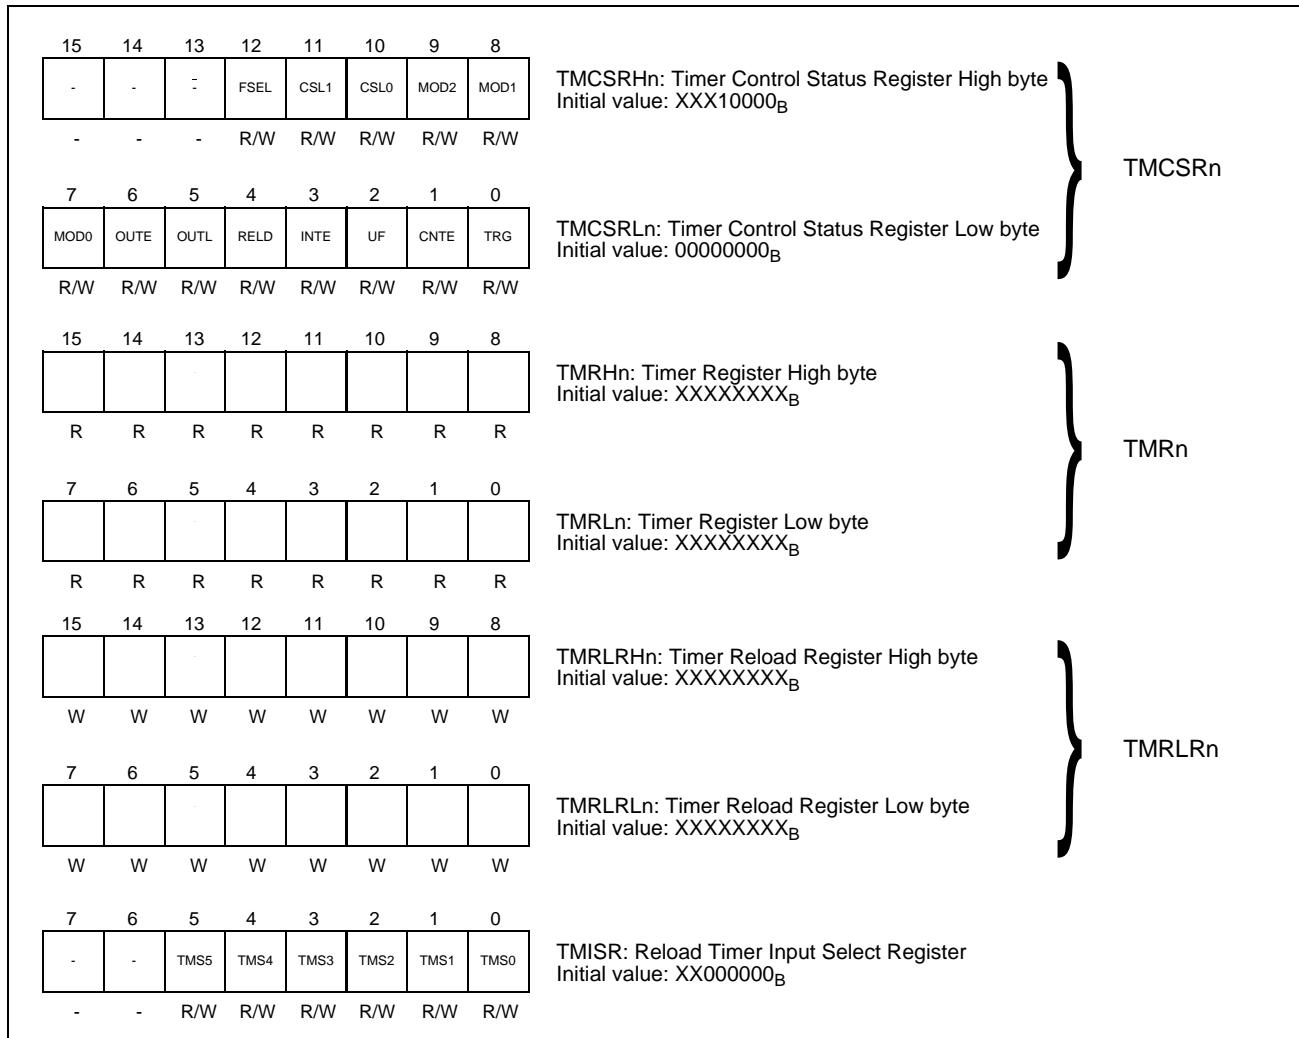 15 14 13 12 11 10 9 8
- - - FSEL CSL1 CSL0 MOD2 MOD1
TMCSRHn: Timer Control Status Register High byte
Initial value: XXX10000B
- - - R/W R/W R/W R/W R/W
TMCSRn
7 6 5 4 3 2 1 0
MOD0 OUTE OUTL RELD INTE UF CNTE TRG
TMCSRLn: Timer Control Status Register Low byte
Initial value: 00000000B
R/W R/W R/W R/W R/W R/W R/W R/W
15 14 13 12 11 10 9 8
TMRHn: Timer Register High byte
Initial value: XXXXXXXXB
R R R R R R R R
TMRn
7 6 5 4 3 2 1 0
TMRLn: Timer Register Low byte
Initial value: XXXXXXXXB
R R R R R R R R
15 14 13 12 11 10 9 8
TMRLRHn: Timer Reload Register High byte
Initial value: XXXXXXXXB
W W W W W W W W
TMRLRn
7 6 5 4 3 2 1 0
TMRLRLn: Timer Reload Register Low byte
Initial value: XXXXXXXXB
W W W W W W W W
7 6 5 4 3 2 1 0
- - TMS5 TMS4 TMS3 TMS2 TMS1 TMS0
TMISR: Reload Timer Input Select Register
Initial value: XX000000B
- - R/W R/W R/W R/W R/W R/W